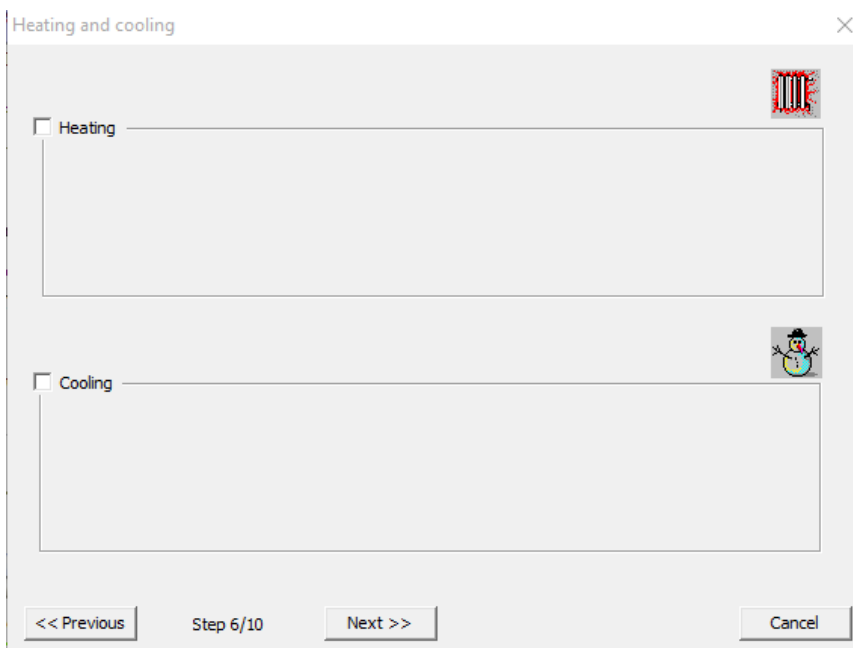 Heating and cooling
Heating
Cooling
<< Previous
Step 6/10
Next >>
Cancel